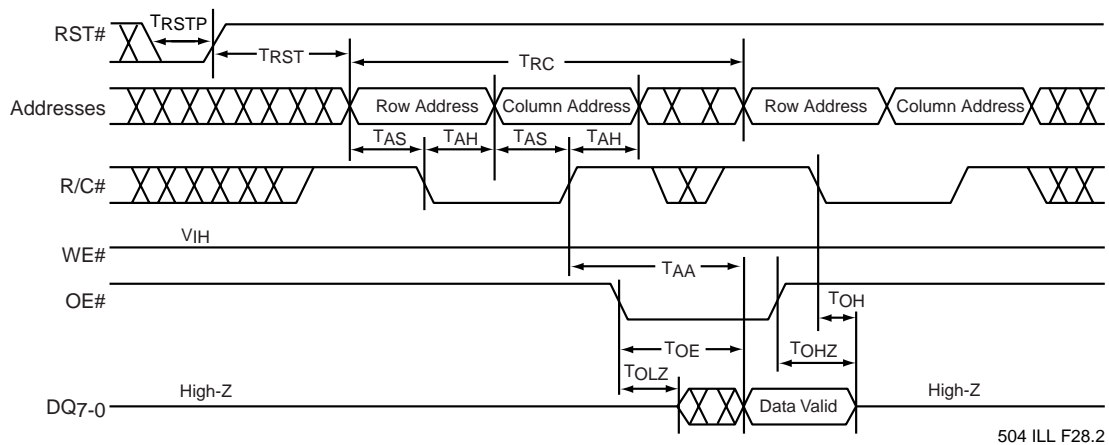 RST#
TRSTP
TRST
TRC
Addresses
Row Address
Column Address
Row Address
Column Address
TAS
TAH
TAS
TAH
R/C#
VIH
WE#
TAA
OE#
TOH
TOE
TOHZ
TOLZ
High-Z
High-Z
DQ7-0
Data Valid
504 ILL F28.2